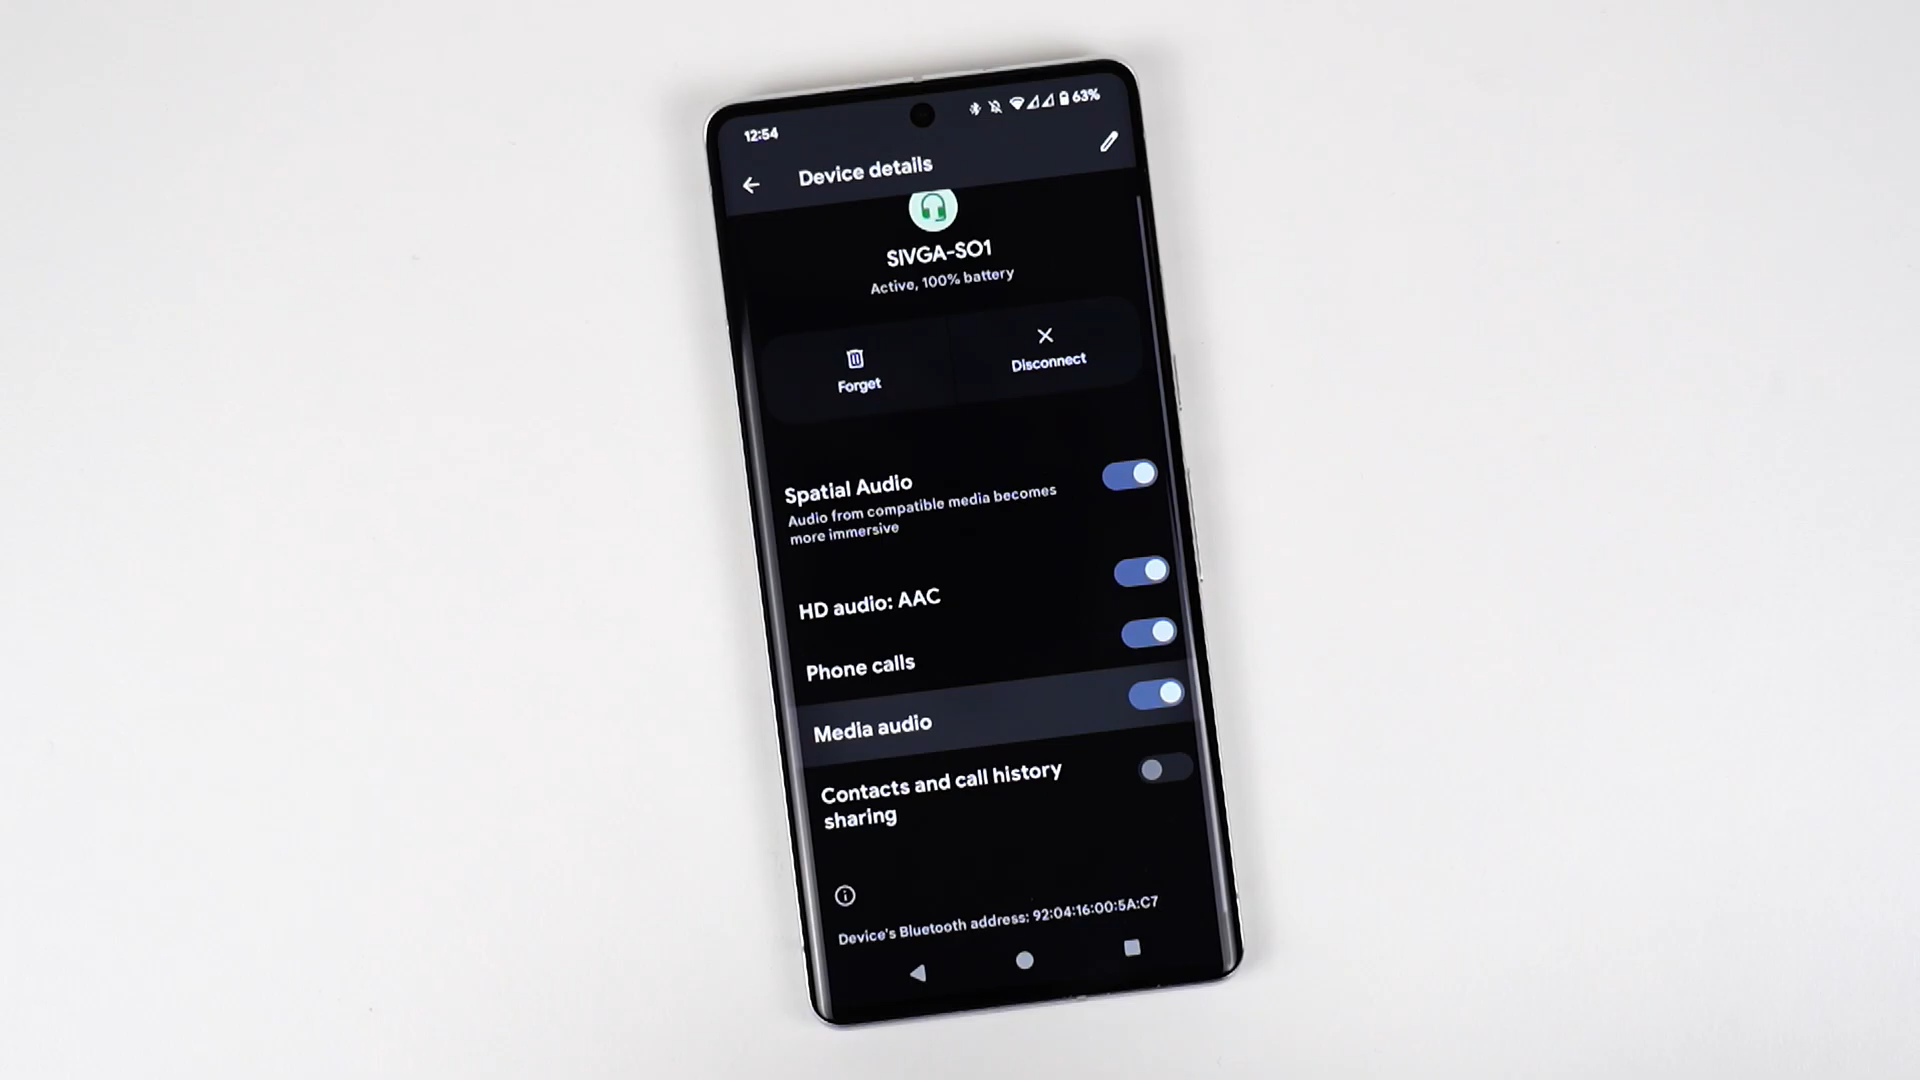 12:54
63%
Device details
SIVGA-SO1
Active, 100% battery
Forget
Disconnect
Spatial Audio
Audio from compatible media becomes
more immersive
HD audio: AAC
Phone calls
Media audio
Contacts and call history
sharing
Device's Bluetooth address: 92:04:16:00:5A:C7